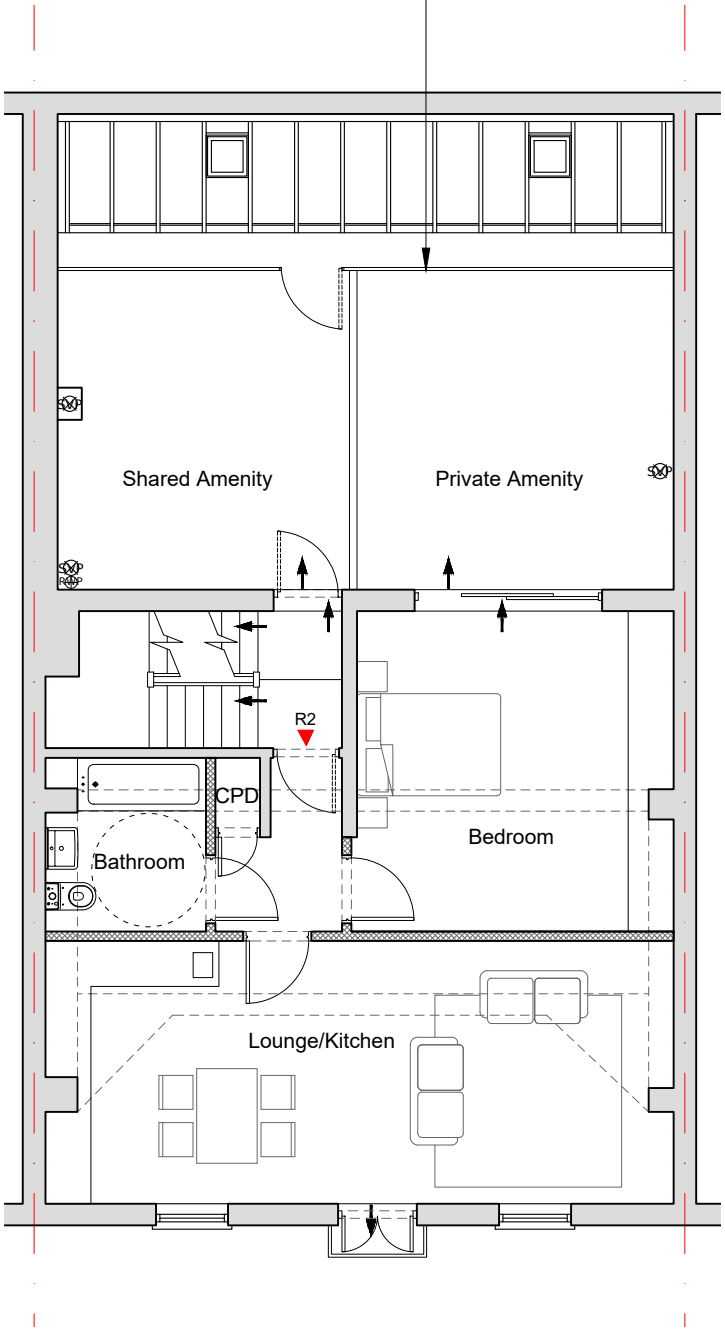 SVP
Shared Amenity
Private Amenity
SVP
SVP
RWP
R2
CPD
Bedroom
Bathroom
Lounge/Kitchen